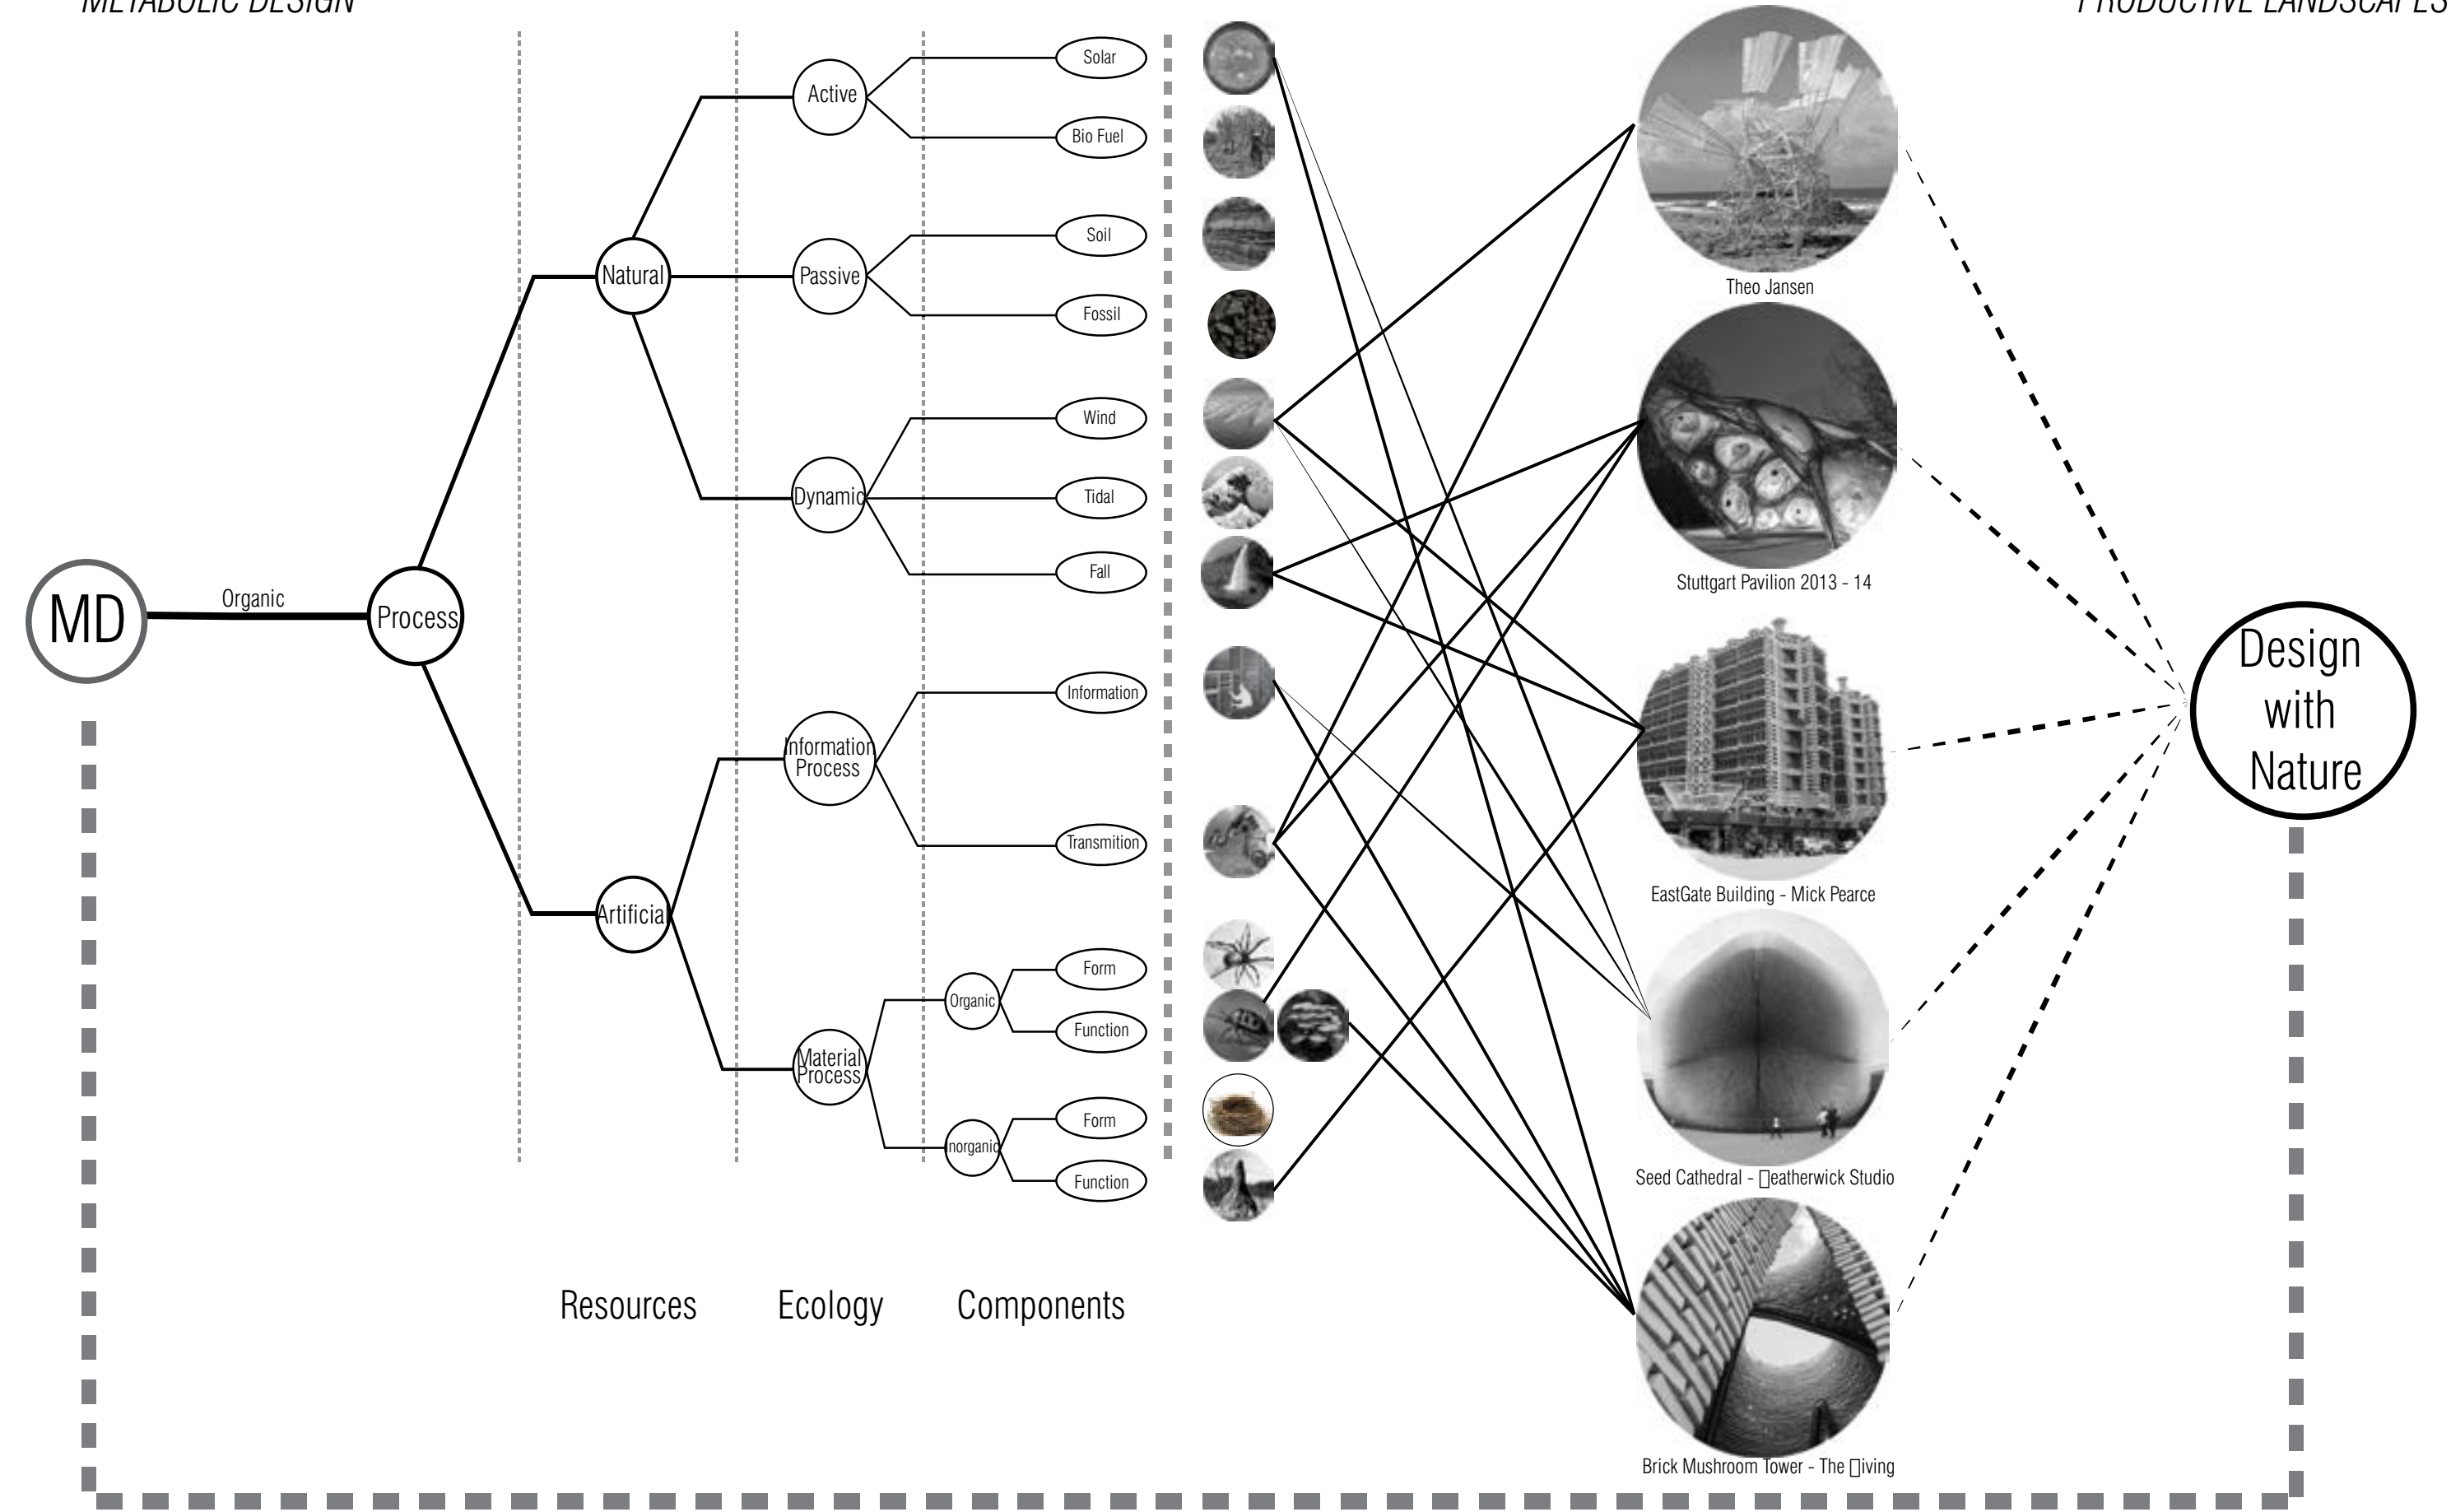 METABOLIC DESIGN
PRODUCTIVE LANDSCAPES
MD
Organic
Process
Natural
Artificial
Active
Passive
Dynamic
Information
Process
Material
Process
Organic
Inorganic
Solar
Bio Fuel
Soil
Fossil
Wind
Tidal
Fall
Information
Transmition
Form
Function
Form
Function
Resources
Ecology
Components
Theo Jansen
Stuttgart Pavilion 2013 - 14
EastGate Building - Mick Pearce
Seed Cathedral - □eatherwick Studio
Brick Mushroom Tower - The □iving
Design
with
Nature